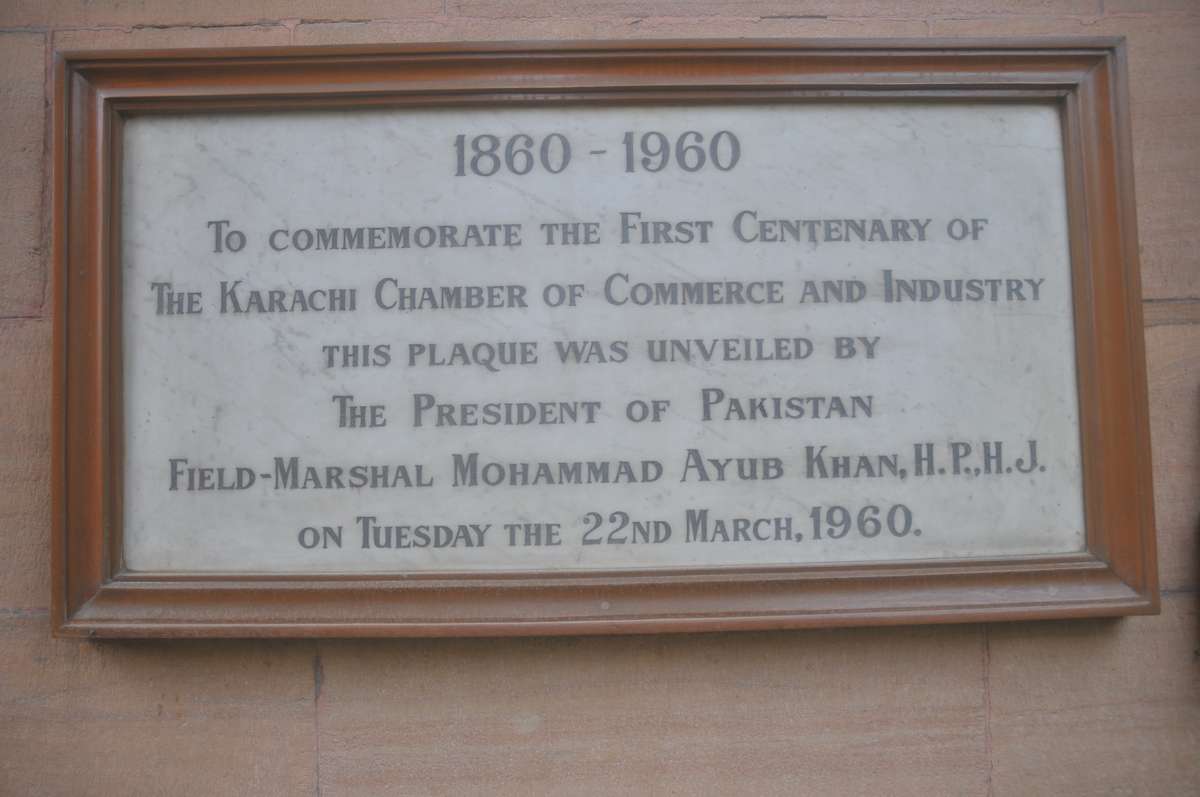 1860 - 1960
To commemorate the First Centenary of
The Karachi Chamber of Commerce and Industry
this plaque was unveiled by
The President of Pakistan
Field-Marshal Mohammad Ayub Khan, H.P., H.J.
on Tuesday the 22nd March, 1960.